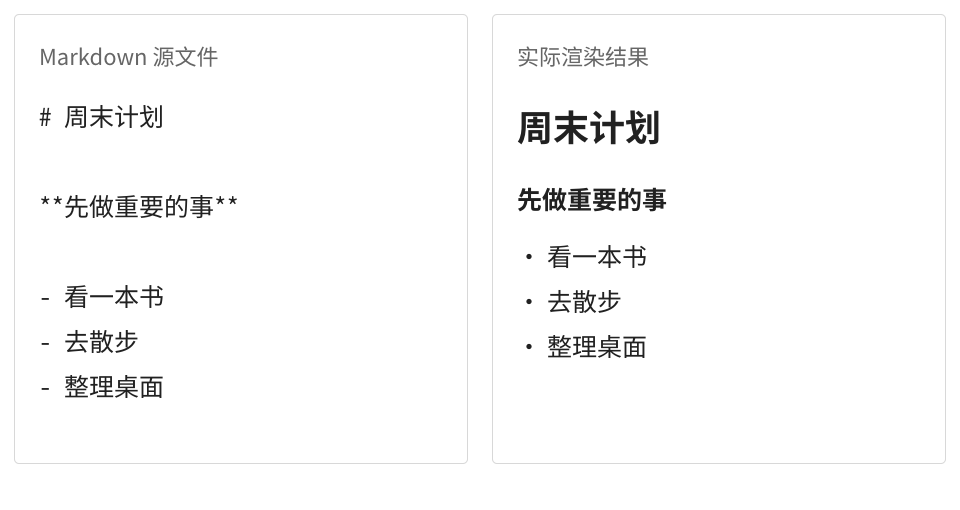 Markdown 源文件
# 周末计划
**先做重要的事**
- 看一本书
- 去散步
- 整理桌面
实际渲染结果
周末计划
先做重要的事
• 看一本书
• 去散步
• 整理桌面